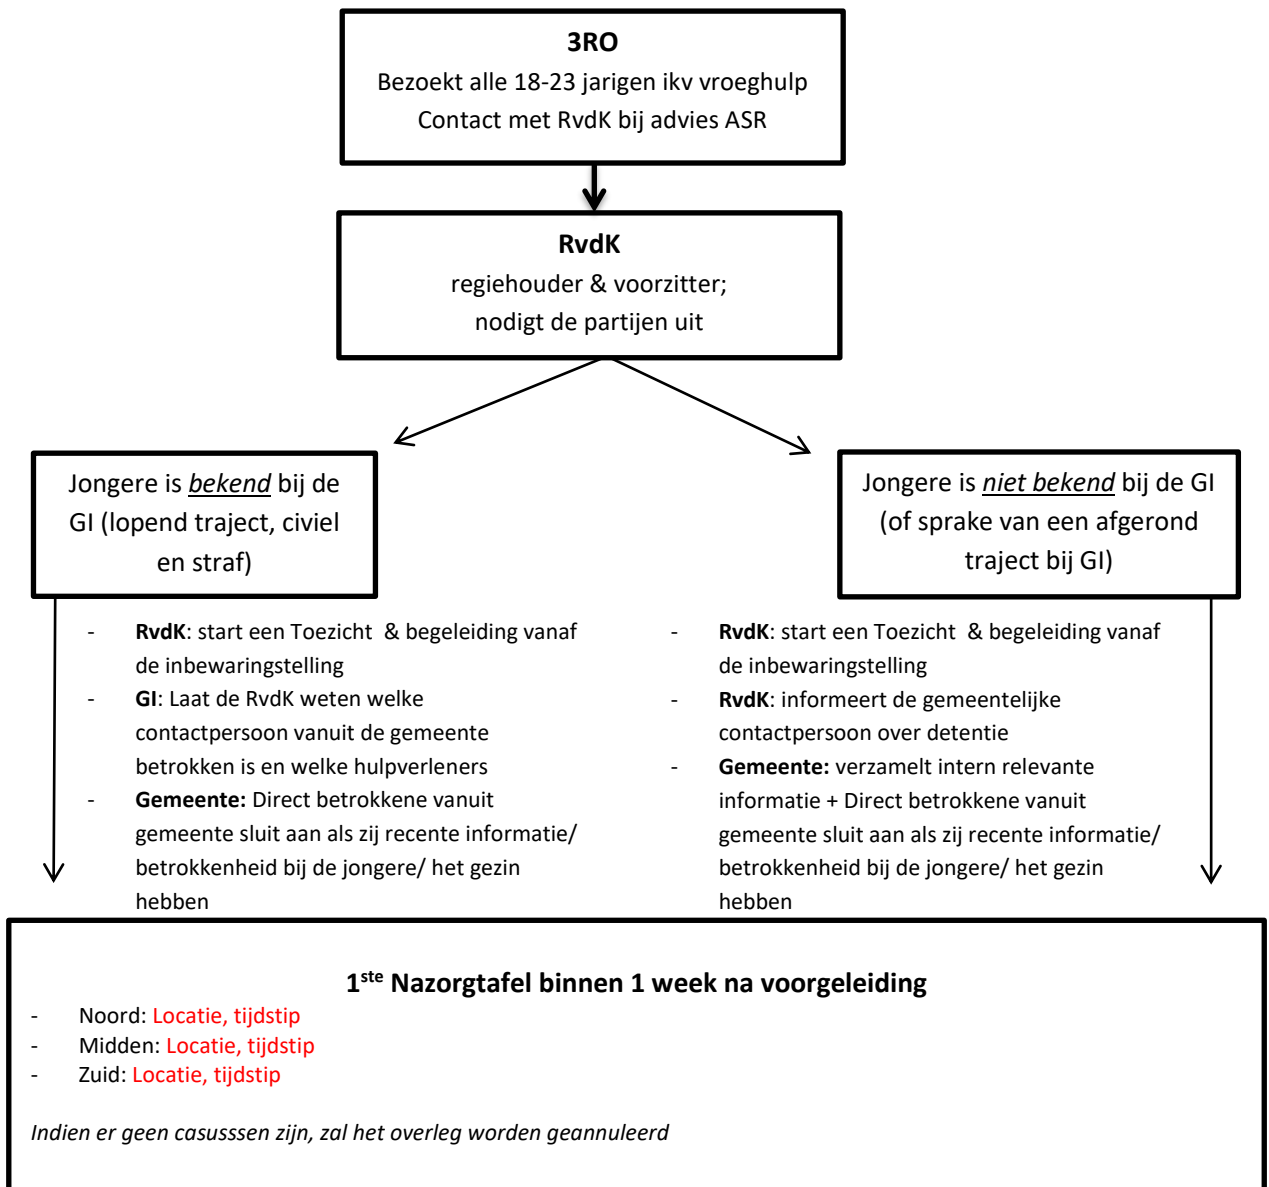 3RO
Bezoekt alle 18-23 jarigen ikv vroeghulp
Contact met RvdK bij advies ASR
RvdK
regiehouder & voorzitter;
nodigt de partijen uit
Jongere is bekend bij de
GI (lopend traject, civiel
en straf)
Jongere is niet bekend bij de GI
(of sprake van een afgerond
traject bij GI)
- RvdK: start een Toezicht & begeleiding vanaf
de inbewaringstelling
- GI: Laat de RvdK weten welke
contactpersoon vanuit de gemeente
betrokken is en welke hulpverleners
- Gemeente: Direct betrokkene vanuit
gemeente sluit aan als zij recente informatie/
betrokkenheid bij de jongere/ het gezin
hebben
- RvdK: start een Toezicht & begeleiding vanaf
de inbewaringstelling
- RvdK: informeert de gemeentelijke
contactpersoon over detentie
- Gemeente: verzamelt intern relevante
informatie + Direct betrokkene vanuit
gemeente sluit aan als zij recente informatie/
betrokkenheid bij de jongere/ het gezin
hebben
1ste Nazorgtafel binnen 1 week na voorgeleiding
- Noord: Locatie, tijdstip
- Midden: Locatie, tijdstip
- Zuid: Locatie, tijdstip
Indien er geen casusssen zijn, zal het overleg worden geannuleerd